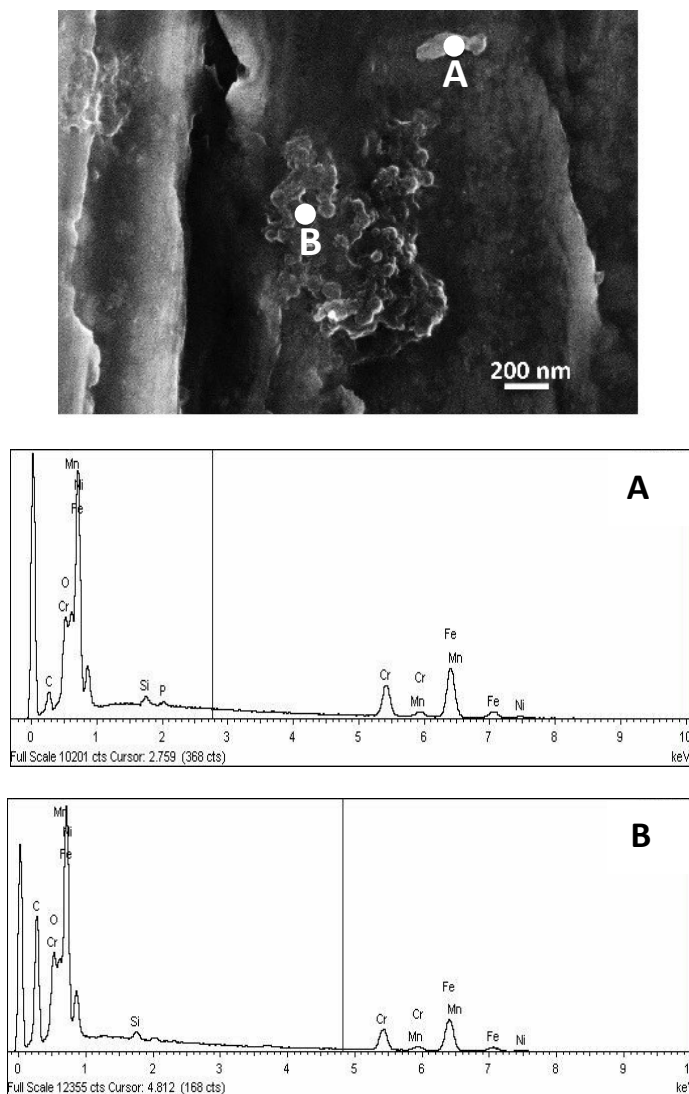 A
B
200 nm
A
Mn
Ni
Fe
O
Cr
C
Si
P
Cr
Cr
Mn
Fe
Mn
Fe
Ni
0 1 2 3 4 5 6 7 8 9 10
Full Scale 10201 cts Cursor: 2.759 (368 cts)
keV
B
Mn
Ni
Fe
C
O
Cr
Si
Cr
Cr
Mn
Fe
Mn
Fe
Ni
0 1 2 3 4 5 6 7 8 9 10
Full Scale 12355 cts Cursor: 4.812 (168 cts)
keV